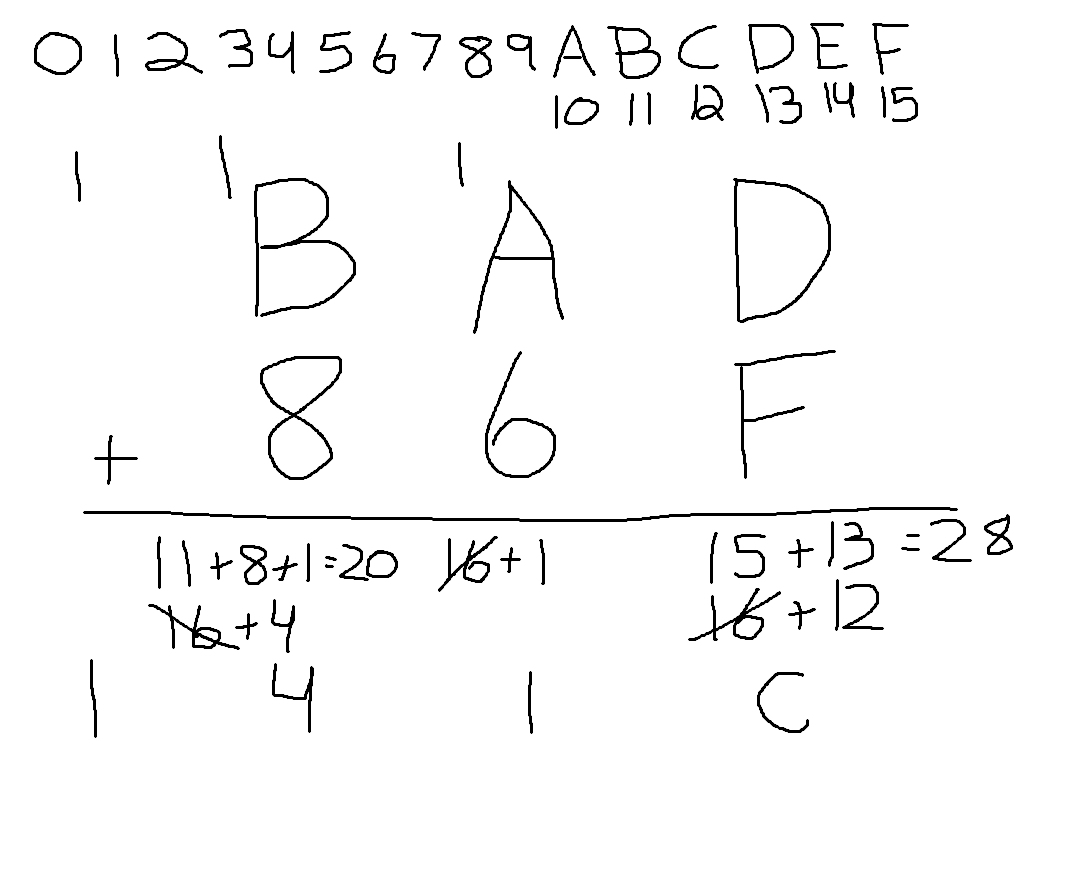 0 1 2 3 4 5 6 7 8 9 A B C D E F
10 11 12 13 14 15
1 1 1
B A D
+ 8 6 F
11+8+1=20 16+1 15+13=28
16+4 16+12
1 4 1 C